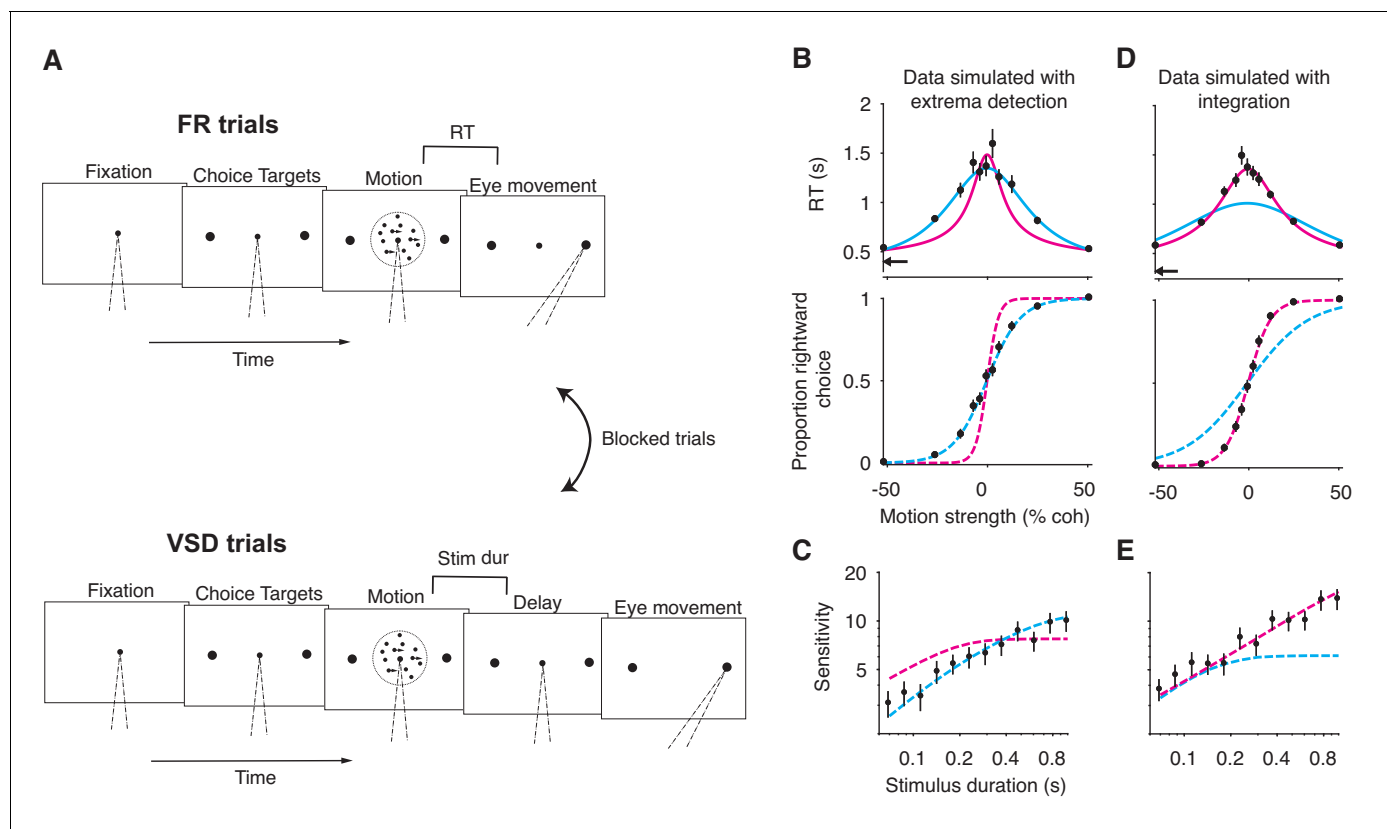 A
FR trials
RT
Fixation
Choice Targets
Motion
Eye movement
Time
Blocked trials
VSD trials
Stim dur
Fixation
Choice Targets
Motion
Delay
Eye movement
Time
B
Data simulated with
extrema detection
2
1.5
1
0.5
RT (s)
1
0.5
0
Proportion rightward
choice
-50
0
50
Motion strength (% coh)
D
Data simulated with
integration
-50
0
50
C
20
10
5
Sensitivity
0.1
0.2
0.4
0.8
Stimulus duration (s)
E
0.1
0.2
0.4
0.8